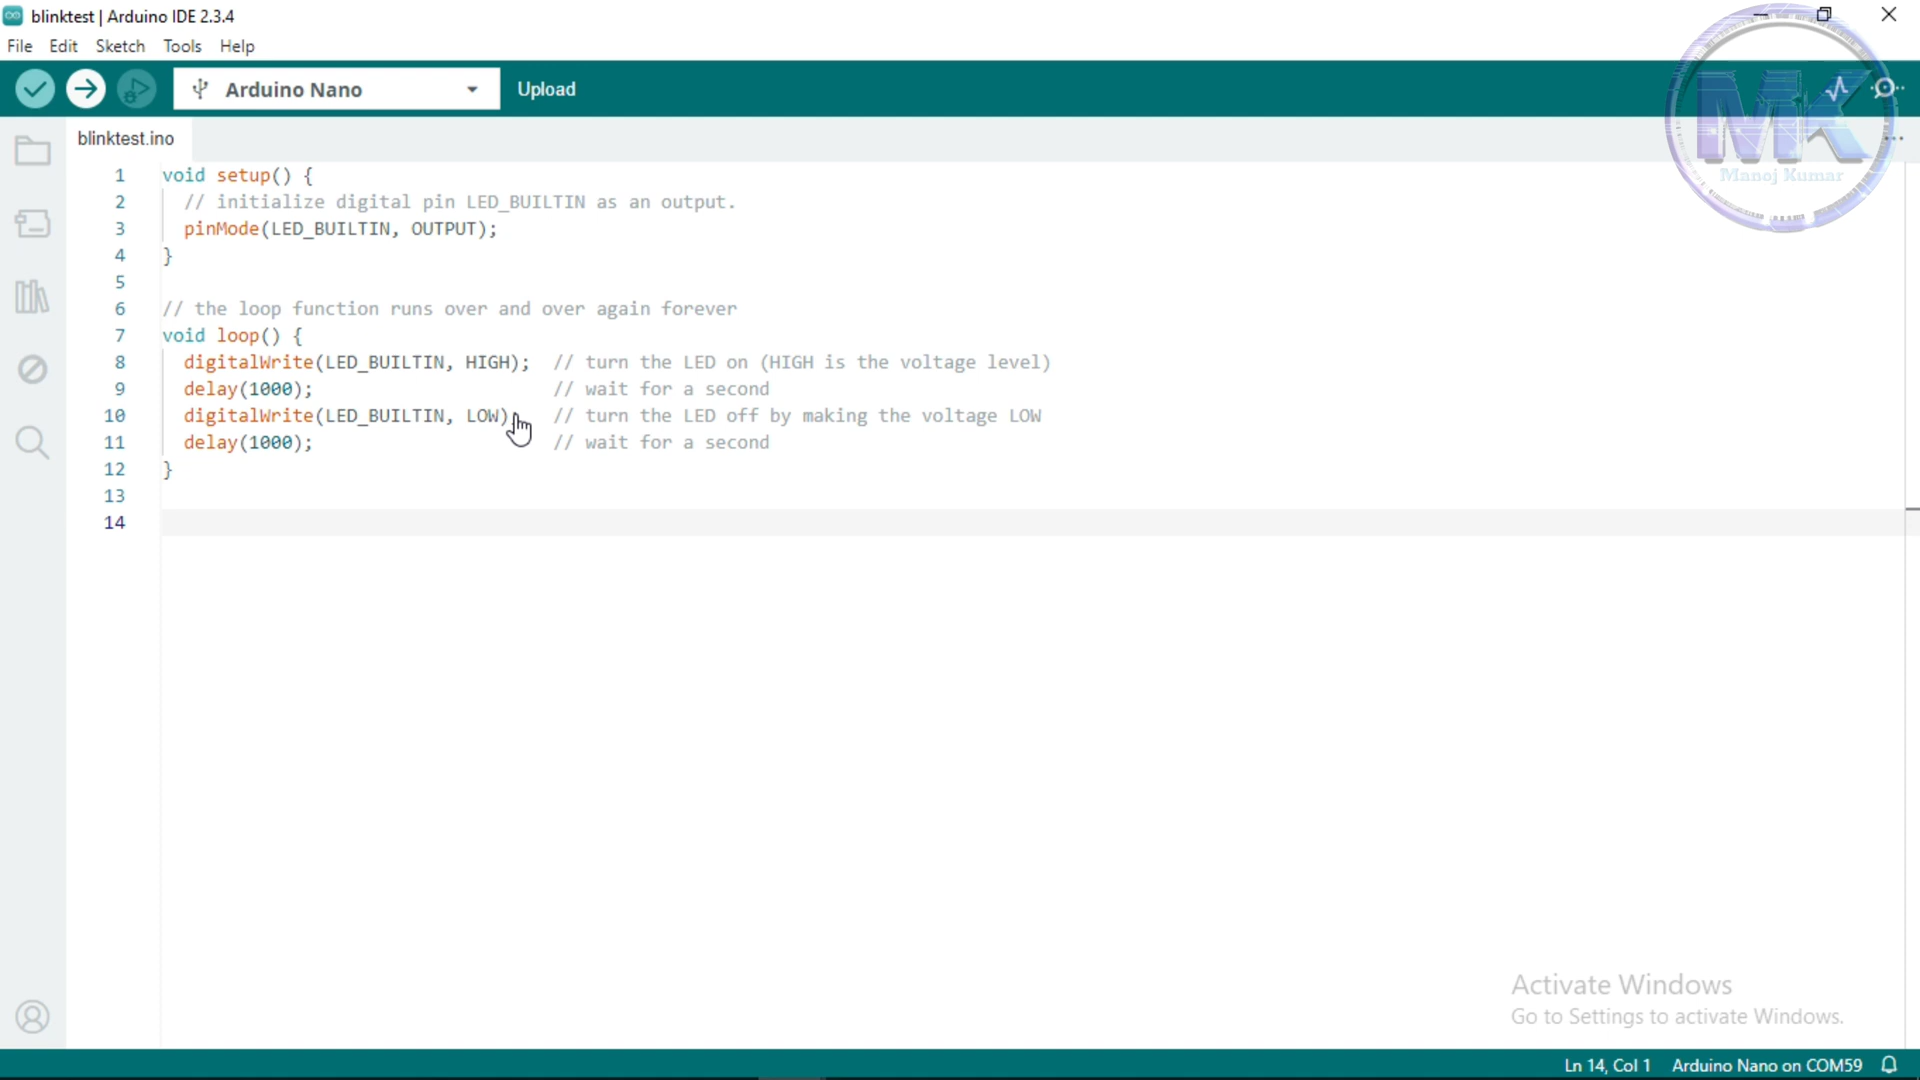 blinktest | Arduino IDE 2.3.4
File Edit Sketch Tools Help
Arduino Nano Upload
MK
Manoj Kumar
blinktest.ino
1 void setup() {
2 // initialize digital pin LED_BUILTIN as an output.
3 pinMode(LED_BUILTIN, OUTPUT);
4 }
5
6 // the loop function runs over and over again forever
7 void loop() {
8 digitalWrite(LED_BUILTIN, HIGH); // turn the LED on (HIGH is the voltage level)
9 delay(1000); // wait for a second
10 digitalWrite(LED_BUILTIN, LOW); // turn the LED off by making the voltage LOW
11 delay(1000); // wait for a second
12 }
13
14
Activate Windows
Go to Settings to activate Windows.
Ln 14, Col 1 Arduino Nano on COM59